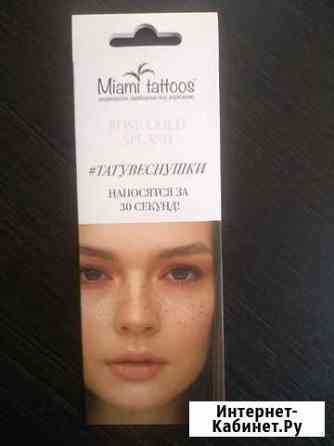 Miami tattoos
ROSE GOLD
SPLASH
#ТАТУВЕСНУШКИ
НАНОСЯТСЯ ЗА
30 СЕКУНД!
Интернет-
Кабинет.Ру